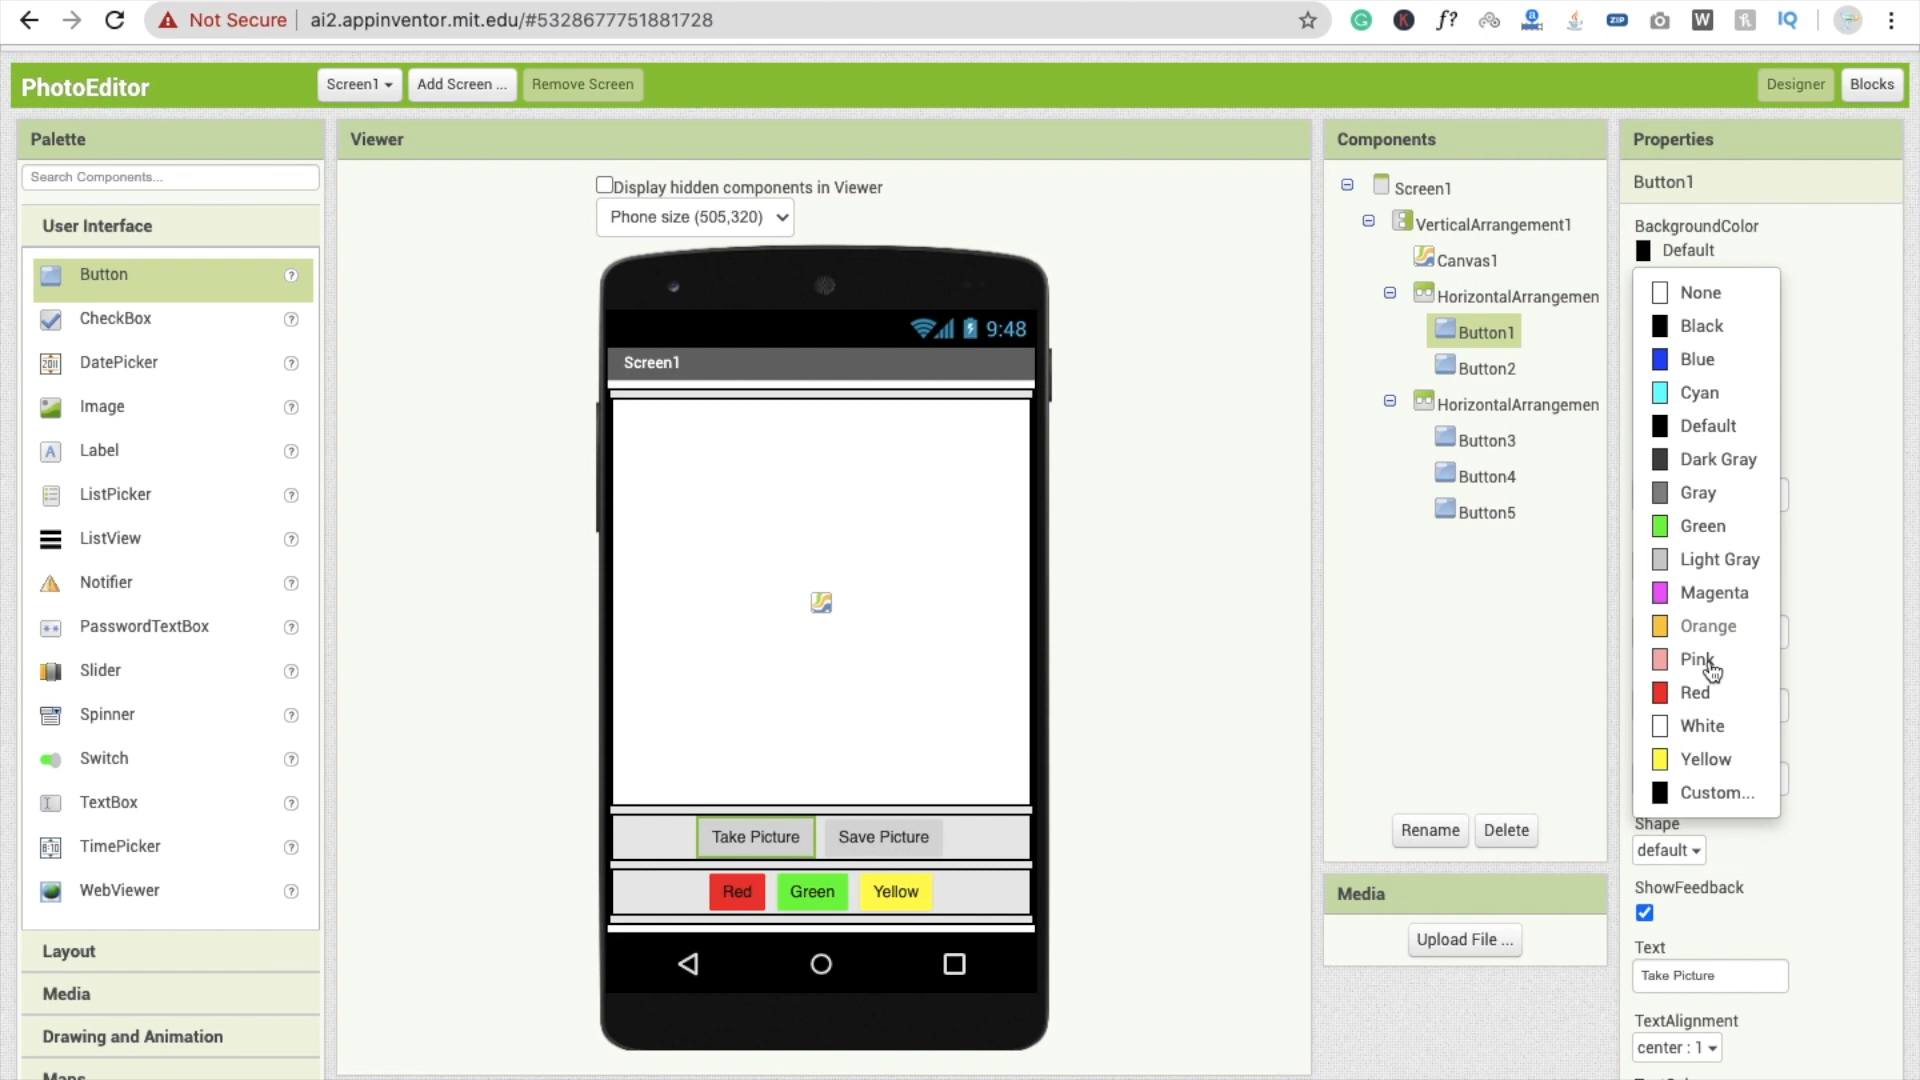 Not Secure
ai2.appinventor.mit.edu/#5328677751881728
K
f?
a
ZIP
W
IQ
PhotoEditor
Screen1
Add Screen ...
Remove Screen
Designer
Blocks
Palette
Search Components...
User Interface
Button
?
CheckBox
?
2011
DatePicker
?
Image
?
A
Label
?
ListPicker
?
ListView
?
Notifier
?
PasswordTextBox
?
Slider
?
Spinner
?
Switch
?
TextBox
?
TimePicker
?
WebViewer
?
Layout
Media
Drawing and Animation
Maps
Viewer
Display hidden components in Viewer
Phone size (505,320)
9:48
Screen1
Take Picture
Save Picture
Red
Green
Yellow
Components
Screen1
VerticalArrangement1
Canvas1
HorizontalArrangemen
Button1
Button2
HorizontalArrangemen
Button3
Button4
Button5
Rename
Delete
Media
Upload File ...
Properties
Button1
BackgroundColor
Default
None
Black
Blue
Cyan
Default
Dark Gray
Gray
Green
Light Gray
Magenta
Orange
Pink
Red
White
Yellow
Custom...
Shape
default
ShowFeedback
Text
Take Picture
TextAlignment
center : 1